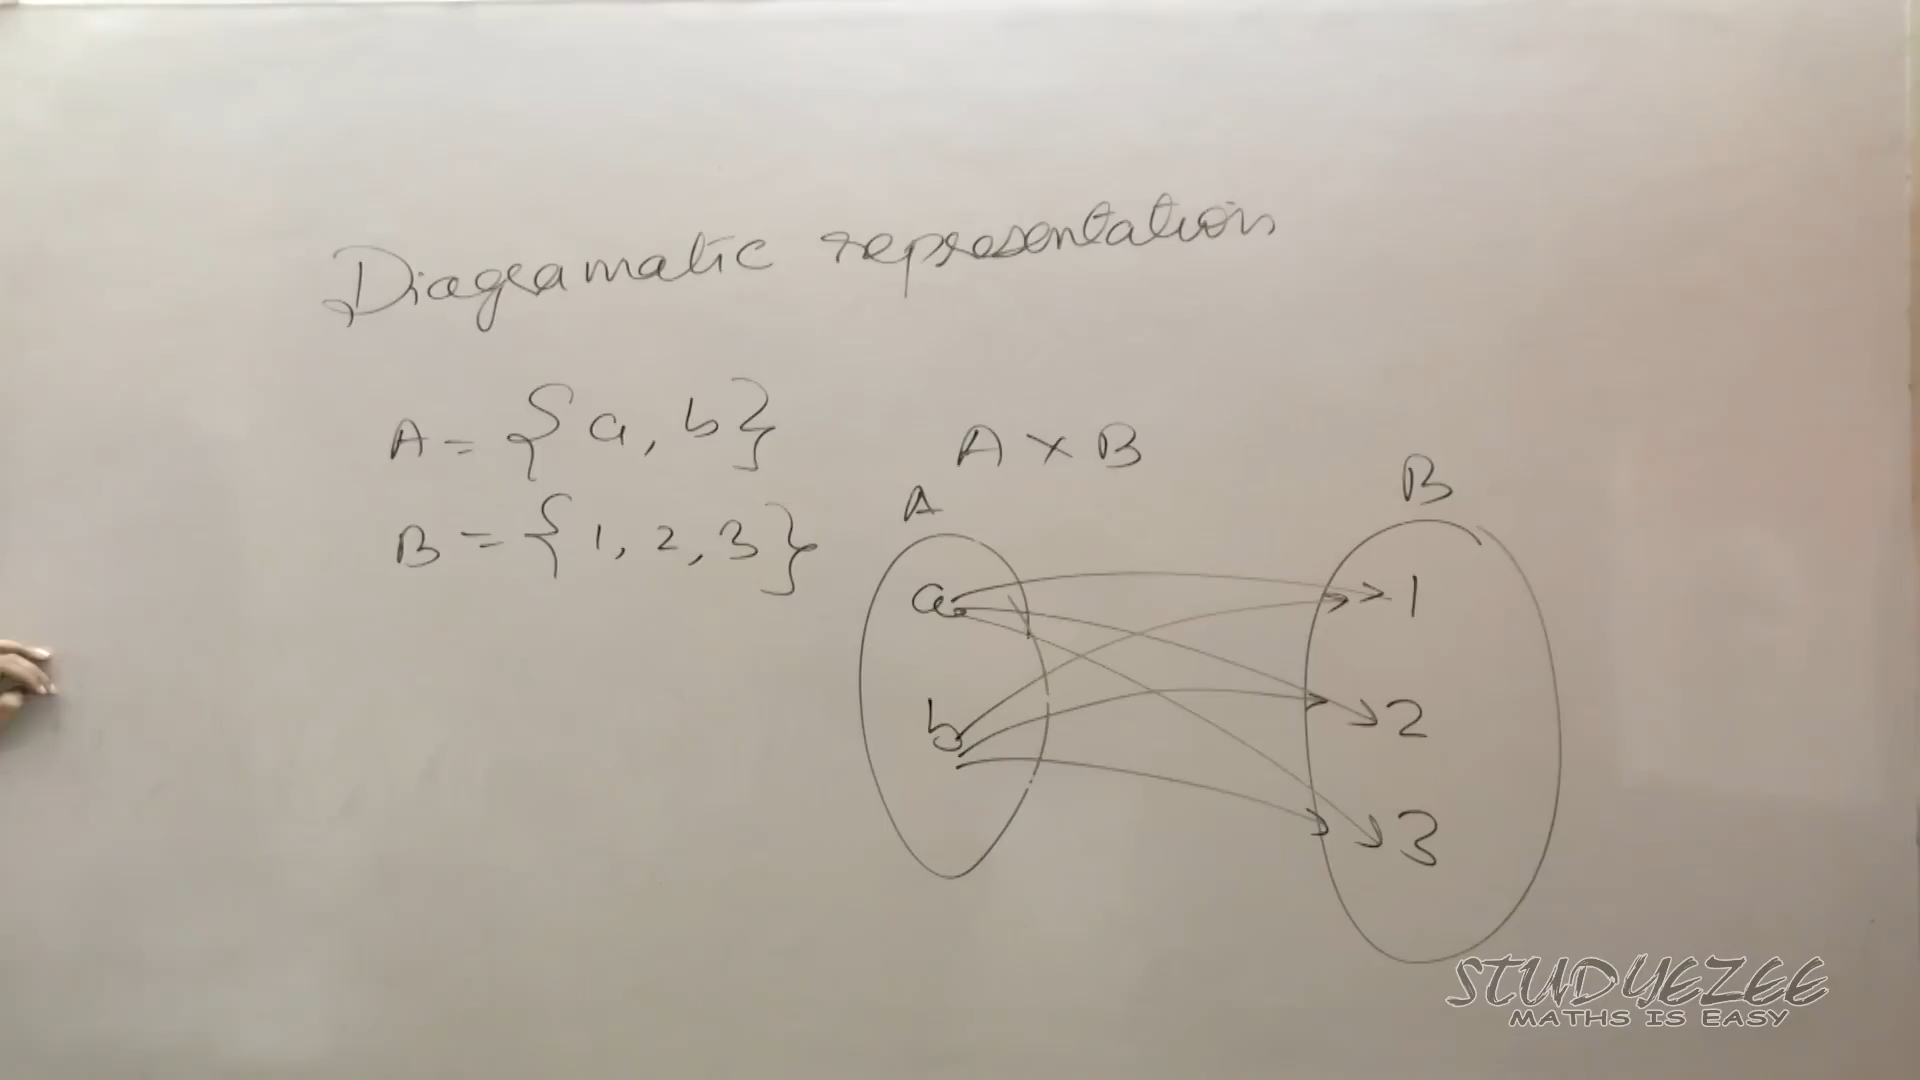 Diagramatic representation
A = {a, b}
B = {1, 2, 3}
A × B
A
B
a
b
1
2
3
STUDYEZEE
MATHS IS EASY